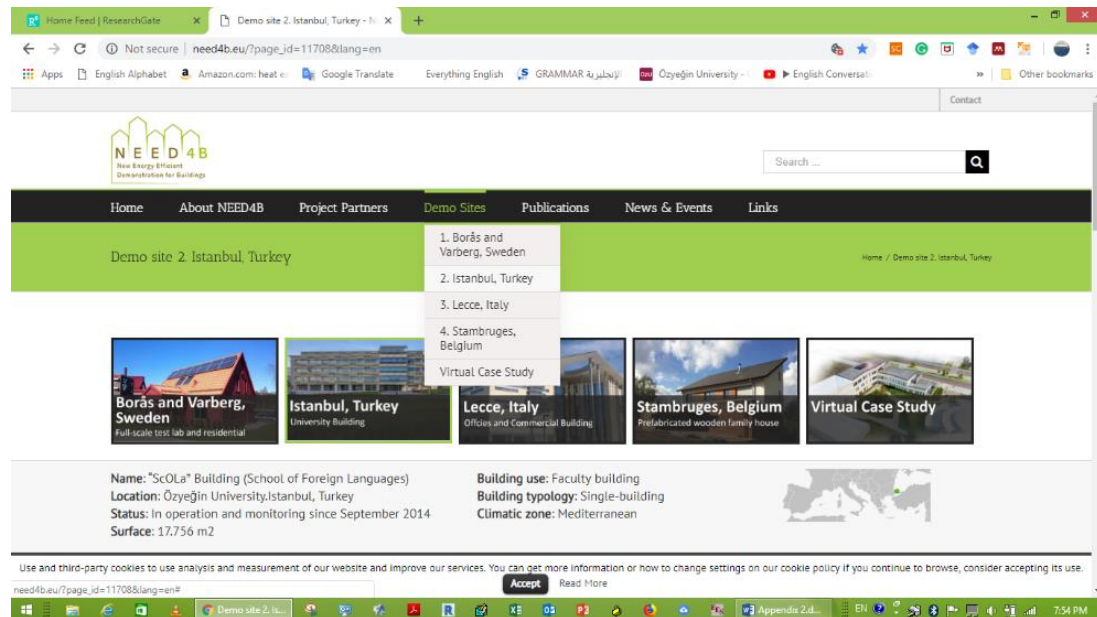 Home Feed | ResearchGate
Demo site 2. Istanbul, Turkey - N
Not secure | need4b.eu/?page_id=11708&lang=en
Apps English Alphabet Amazon.com: heat e Google Translate Everything English GRAMMAR الإنجليزية Özyeğin University - ▶ English Conversati » Other bookmarks
Contact
NEED4B
New Energy Efficient
Demonstration for Buildings
Search ...
Home About NEED4B Project Partners Demo Sites Publications News & Events Links
1. Borås and
Varberg, Sweden
2. Istanbul, Turkey
3. Lecce, Italy
4. Stambruges,
Belgium
Virtual Case Study
Demo site 2. Istanbul, Turkey
Home / Demo site 2. Istanbul, Turkey
Borås and Varberg,
Sweden
Full-scale test lab and residential
Istanbul, Turkey
University Building
Lecce, Italy
Offcies and Commercial Building
Stambruges, Belgium
Prefabricated wooden family house
Virtual Case Study
Name: "ScOLa" Building (School of Foreign Languages)
Location: Özyeğin University.Istanbul, Turkey
Status: In operation and monitoring since September 2014
Surface: 17.756 m2
Building use: Faculty building
Building typology: Single-building
Climatic zone: Mediterranean
Use and third-party cookies to use analysis and measurement of our website and improve our services. You can get more information or how to change settings on our cookie policy if you continue to browse, consider accepting its use.
Accept Read More
need4b.eu/?page_id=11708&lang=en#
Demo site 2. Is...
Appendix 2.d...
EN
7:54 PM